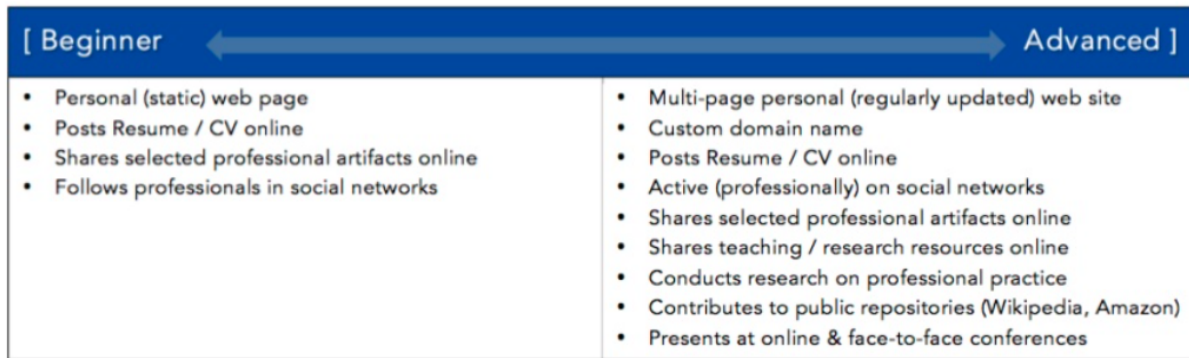 [ Beginner
Advanced ]
• Personal (static) web page
• Posts Resume / CV online
• Shares selected professional artifacts online
• Follows professionals in social networks
• Multi-page personal (regularly updated) web site
• Custom domain name
• Posts Resume / CV online
• Active (professionally) on social networks
• Shares selected professional artifacts online
• Shares teaching / research resources online
• Conducts research on professional practice
• Contributes to public repositories (Wikipedia, Amazon)
• Presents at online & face-to-face conferences